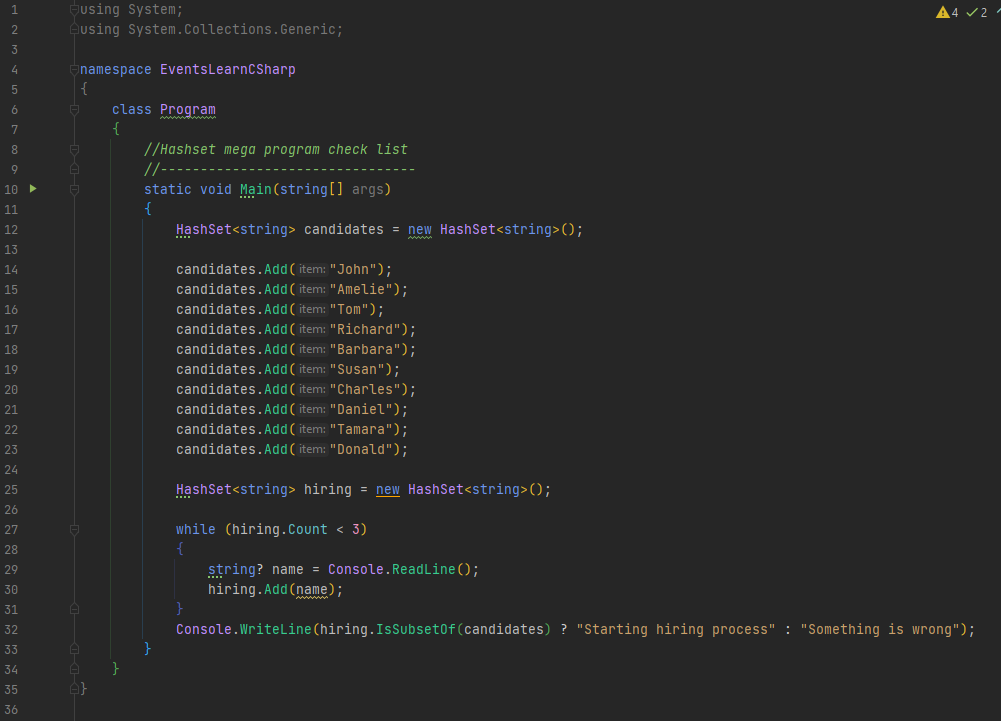 4 2
1 using System;
2 using System.Collections.Generic;
3
4 namespace EventsLearnCSharp
5 {
6     class Program
7     {
8         //Hashset mega program check list
9         //--------------------------------
10         static void Main(string[] args)
11         {
12             HashSet<string> candidates = new HashSet<string>();
13
14             candidates.Add(item:"John");
15             candidates.Add(item:"Amelie");
16             candidates.Add(item:"Tom");
17             candidates.Add(item:"Richard");
18             candidates.Add(item:"Barbara");
19             candidates.Add(item:"Susan");
20             candidates.Add(item:"Charles");
21             candidates.Add(item:"Daniel");
22             candidates.Add(item:"Tamara");
23             candidates.Add(item:"Donald");
24
25             HashSet<string> hiring = new HashSet<string>();
26
27             while (hiring.Count < 3)
28             {
29                 string? name = Console.ReadLine();
30                 hiring.Add(name);
31             }
32             Console.WriteLine(hiring.IsSubsetOf(candidates) ? "Starting hiring process" : "Something is wrong");
33         }
34     }
35 }
36